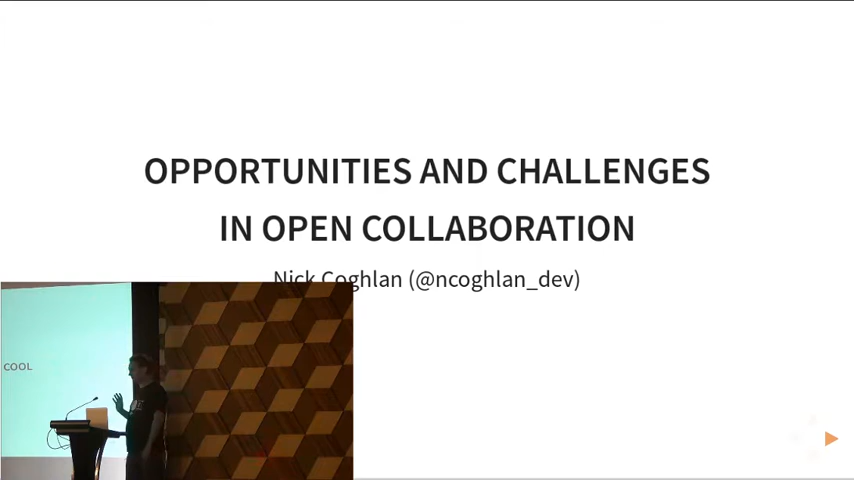 OPPORTUNITIES AND CHALLENGES
IN OPEN COLLABORATION
Nick Coghlan (@ncoghlan_dev)
COOL